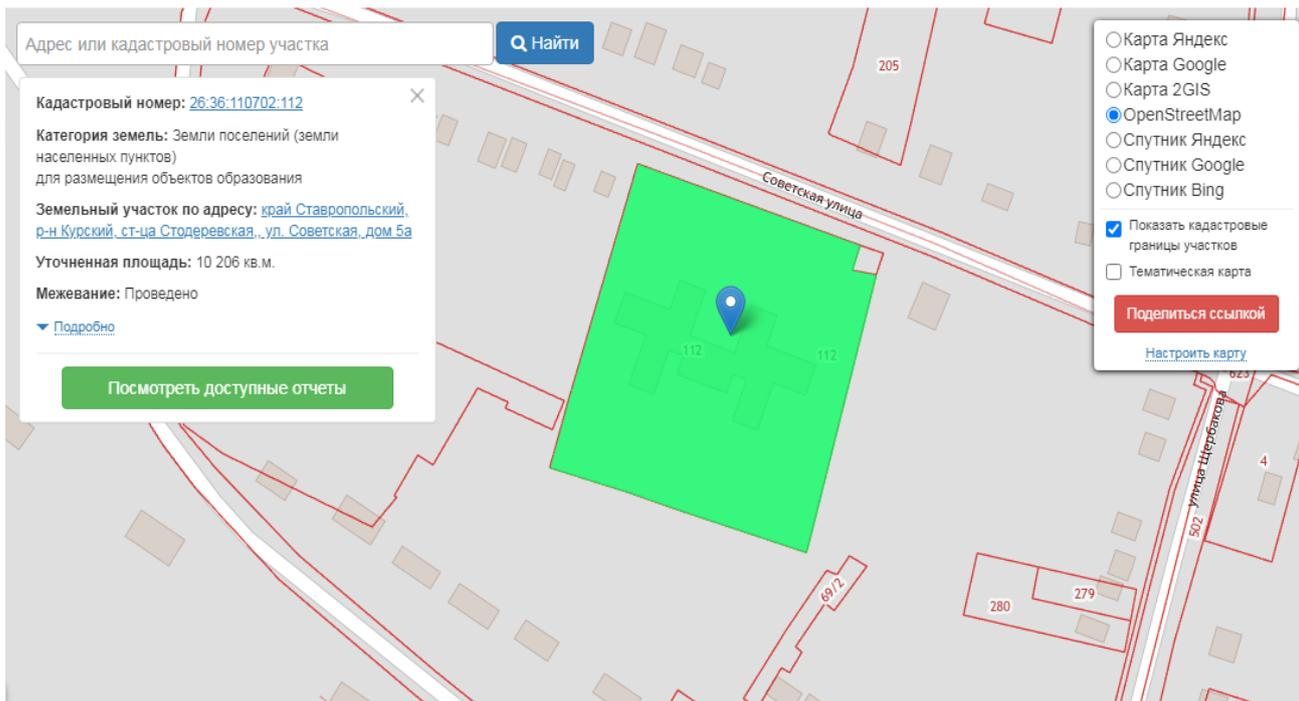 Адрес или кадастровый номер участка
Найти
Кадастровый номер: 26:36:110702:112
Категория земель: Земли поселений (земли
населенных пунктов)
для размещения объектов образования
Земельный участок по адресу: край Ставропольский,
р-н Курский, ст-ца Стодеревская,, ул. Советская, дом 5а
Уточненная площадь: 10 206 кв.м.
Межевание: Проведено
Подробно
Посмотреть доступные отчеты
205
Советская улица
112
112
69/2
280
279
502
улица Щербакова
4
623
Карта Яндекс
Карта Google
Карта 2GIS
OpenStreetMap
Спутник Яндекс
Спутник Google
Спутник Bing
Показать кадастровые
границы участков
Тематическая карта
Поделиться ссылкой
Настроить карту